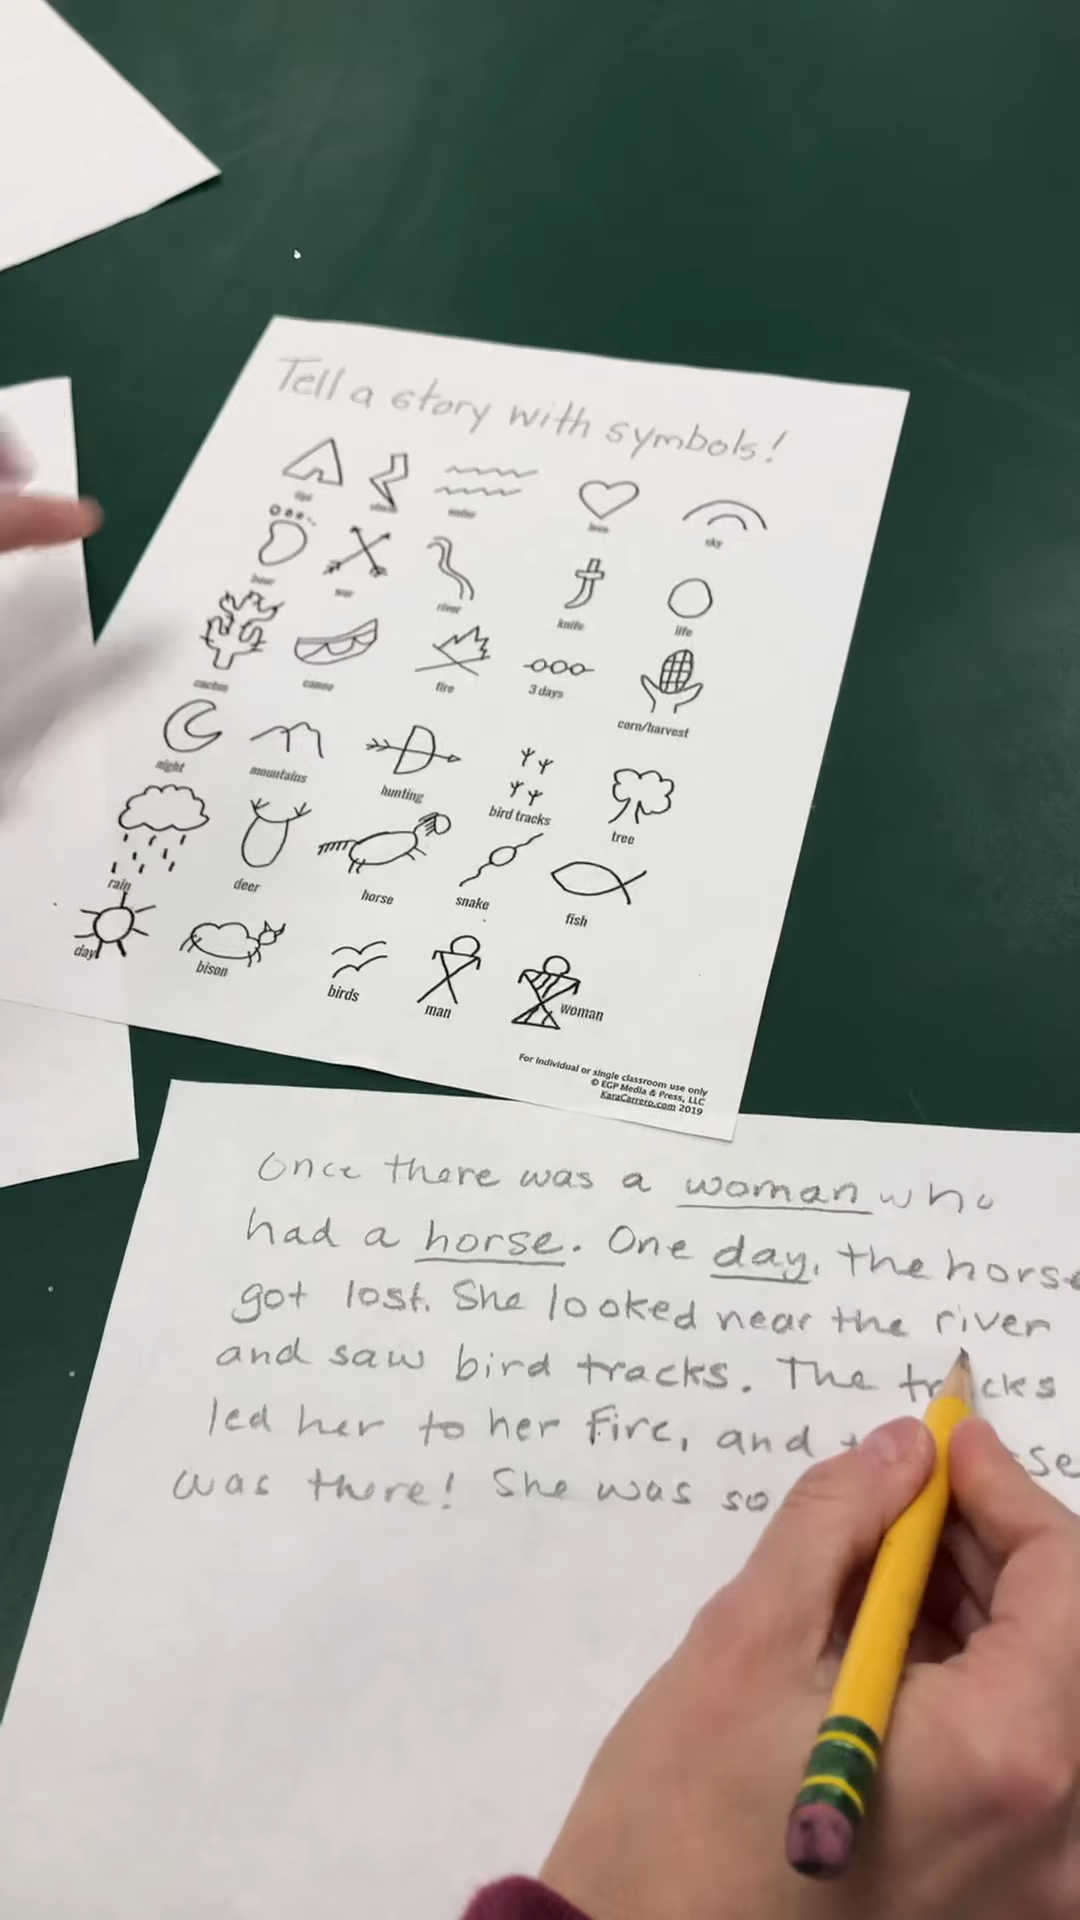 Tell a story with symbols!
water
love
sky
war
river
knife
life
cactus
canoe
fire
3 days
corn/harvest
night
mountains
hunting
bird tracks
tree
rain
deer
horse
snake
fish
day
bison
birds
man
woman
For individual or single classroom use only
© EGP Media & Press, LLC
KaraCarrero.com 2019
Once there was a woman who
had a horse. One day, the horse
got lost. She looked near the river
and saw bird tracks. The tracks
led her to her fire, and
was there! She was so